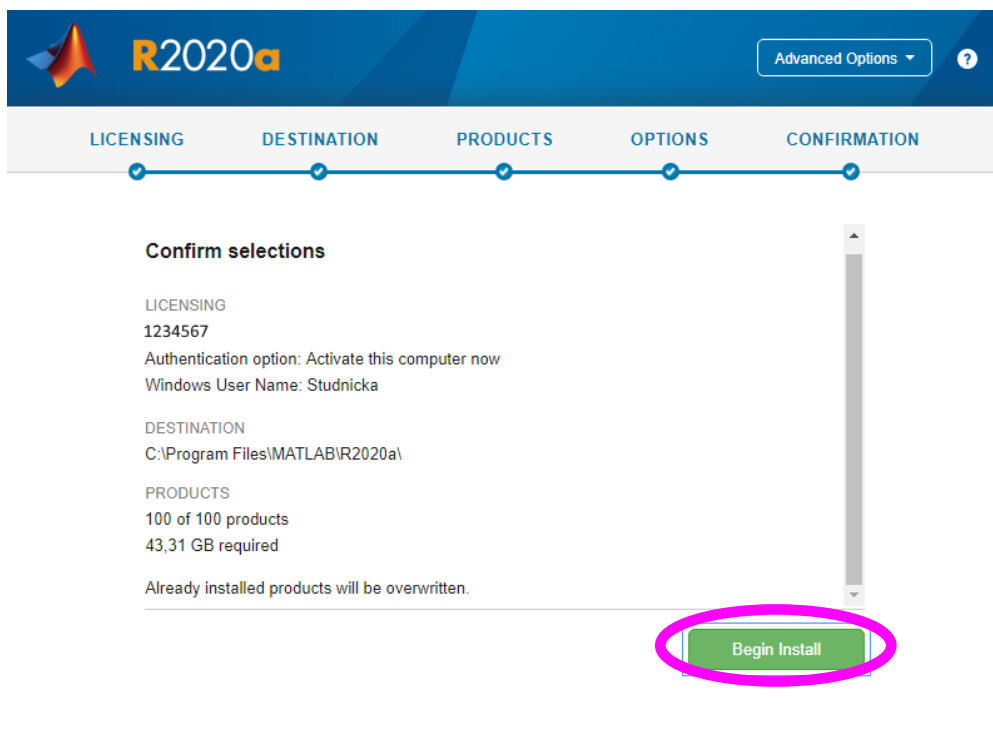 R2020a
Advanced Options
?
LICENSING DESTINATION PRODUCTS OPTIONS CONFIRMATION
Confirm selections
LICENSING
1234567
Authentication option: Activate this computer now
Windows User Name: Studnicka
DESTINATION
C:\Program Files\MATLAB\R2020a\
PRODUCTS
100 of 100 products
43,31 GB required
Already installed products will be overwritten.
Begin Install